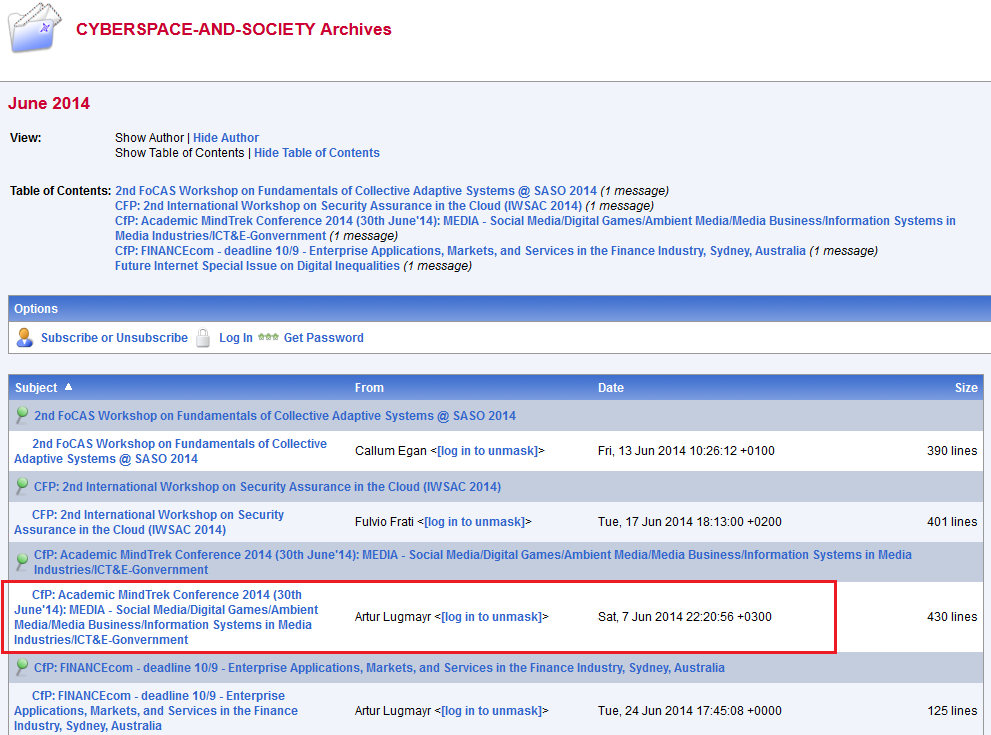 CYBERSPACE-AND-SOCIETY Archives
June 2014
View:
Show Author | Hide Author
Show Table of Contents | Hide Table of Contents
Table of Contents: 2nd FoCAS Workshop on Fundamentals of Collective Adaptive Systems @ SASO 2014 (1 message)
CFP: 2nd International Workshop on Security Assurance in the Cloud (IWSAC 2014) (1 message)
CfP: Academic MindTrek Conference 2014 (30th June'14): MEDIA - Social Media/Digital Games/Ambient Media/Media Business/Information Systems in
Media Industries/ICT&E-Gonvernment (1 message)
CfP: FINANCEcom - deadline 10/9 - Enterprise Applications, Markets, and Services in the Finance Industry, Sydney, Australia (1 message)
Future Internet Special Issue on Digital Inequalities (1 message)
Options
Subscribe or Unsubscribe Log In Get Password
Subject From Date Size
2nd FoCAS Workshop on Fundamentals of Collective Adaptive Systems @ SASO 2014
2nd FoCAS Workshop on Fundamentals of Collective
Adaptive Systems @ SASO 2014
Callum Egan <[log in to unmask]>
Fri, 13 Jun 2014 10:26:12 +0100
390 lines
CFP: 2nd International Workshop on Security Assurance in the Cloud (IWSAC 2014)
CFP: 2nd International Workshop on Security
Assurance in the Cloud (IWSAC 2014)
Fulvio Frati <[log in to unmask]>
Tue, 17 Jun 2014 18:13:00 +0200
401 lines
CfP: Academic MindTrek Conference 2014 (30th June'14): MEDIA - Social Media/Digital Games/Ambient Media/Media Business/Information Systems in Media
Industries/ICT&E-Gonvernment
CfP: Academic MindTrek Conference 2014 (30th
June'14): MEDIA - Social Media/Digital Games/Ambient
Media/Media Business/Information Systems in Media
Industries/ICT&E-Gonvernment
Artur Lugmayr <[log in to unmask]>
Sat, 7 Jun 2014 22:20:56 +0300
430 lines
CfP: FINANCEcom - deadline 10/9 - Enterprise Applications, Markets, and Services in the Finance Industry, Sydney, Australia
CfP: FINANCEcom - deadline 10/9 - Enterprise
Applications, Markets, and Services in the Finance
Industry, Sydney, Australia
Artur Lugmayr <[log in to unmask]>
Tue, 24 Jun 2014 17:45:08 +0000
125 lines